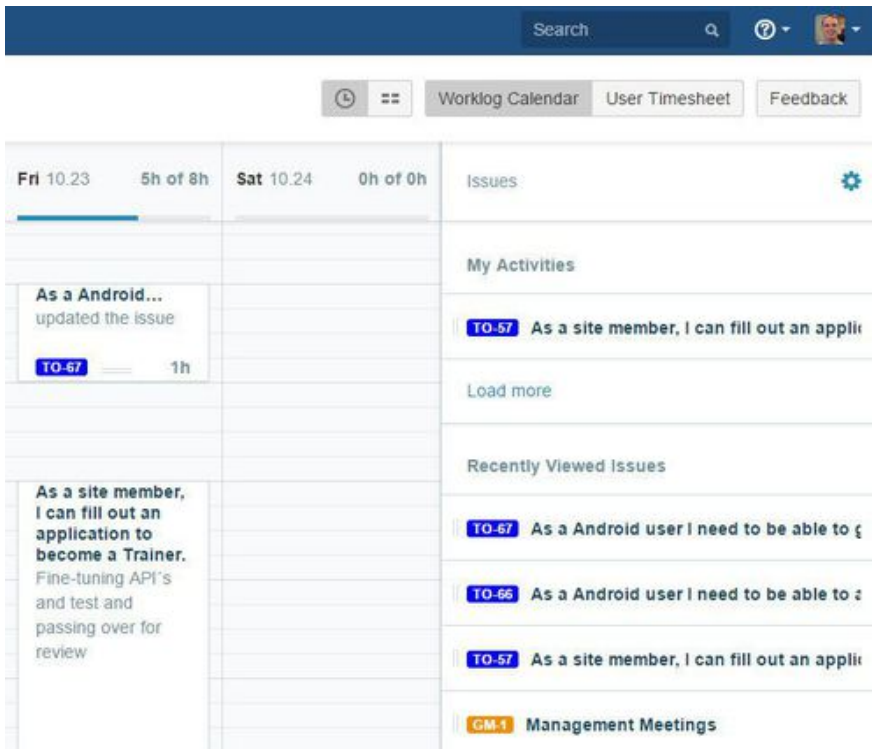 Search
Worklog Calendar User Timesheet Feedback
Fri 10.23 5h of 8h Sat 10.24 0h of 0h
As a Android...
updated the issue
TO-67 1h
As a site member,
I can fill out an
application to
become a Trainer.
Fine-tuning API`s
and test and
passing over for
review
Issues
My Activities
TO-57 As a site member, I can fill out an applic
Load more
Recently Viewed Issues
TO-67 As a Android user I need to be able to g
TO-66 As a Android user I need to be able to a
TO-57 As a site member, I can fill out an applic
GM-1 Management Meetings